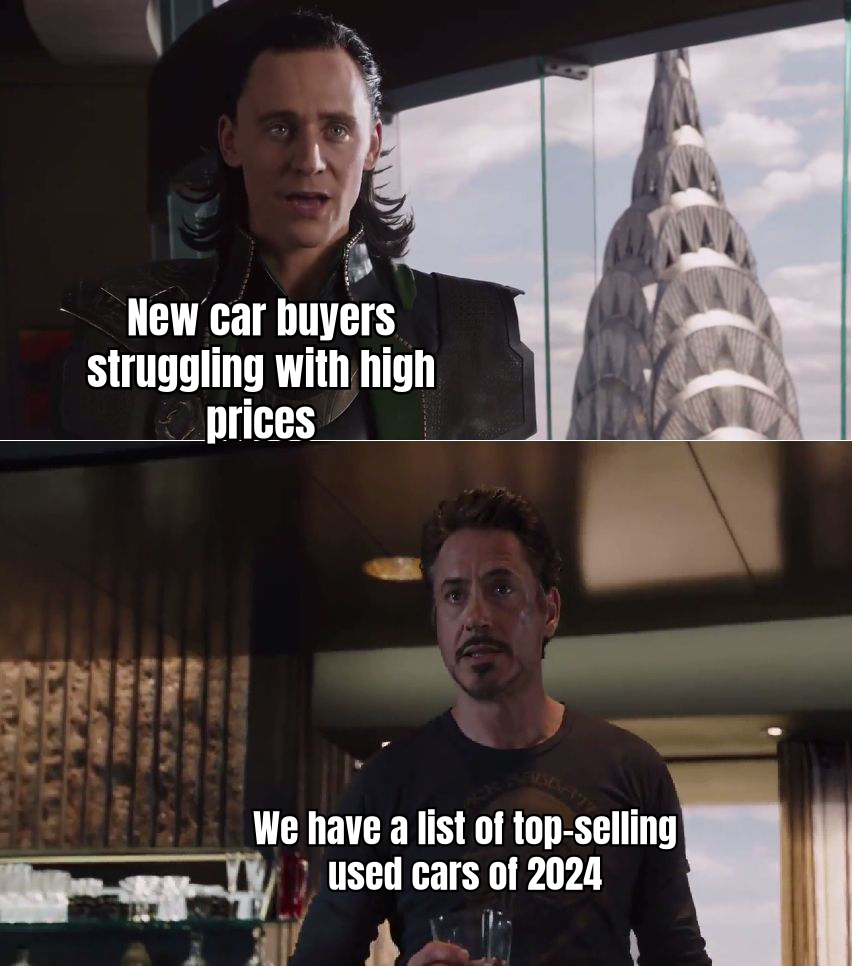 New car buyers
struggling with high
prices
We have a list of top-selling
used cars of 2024